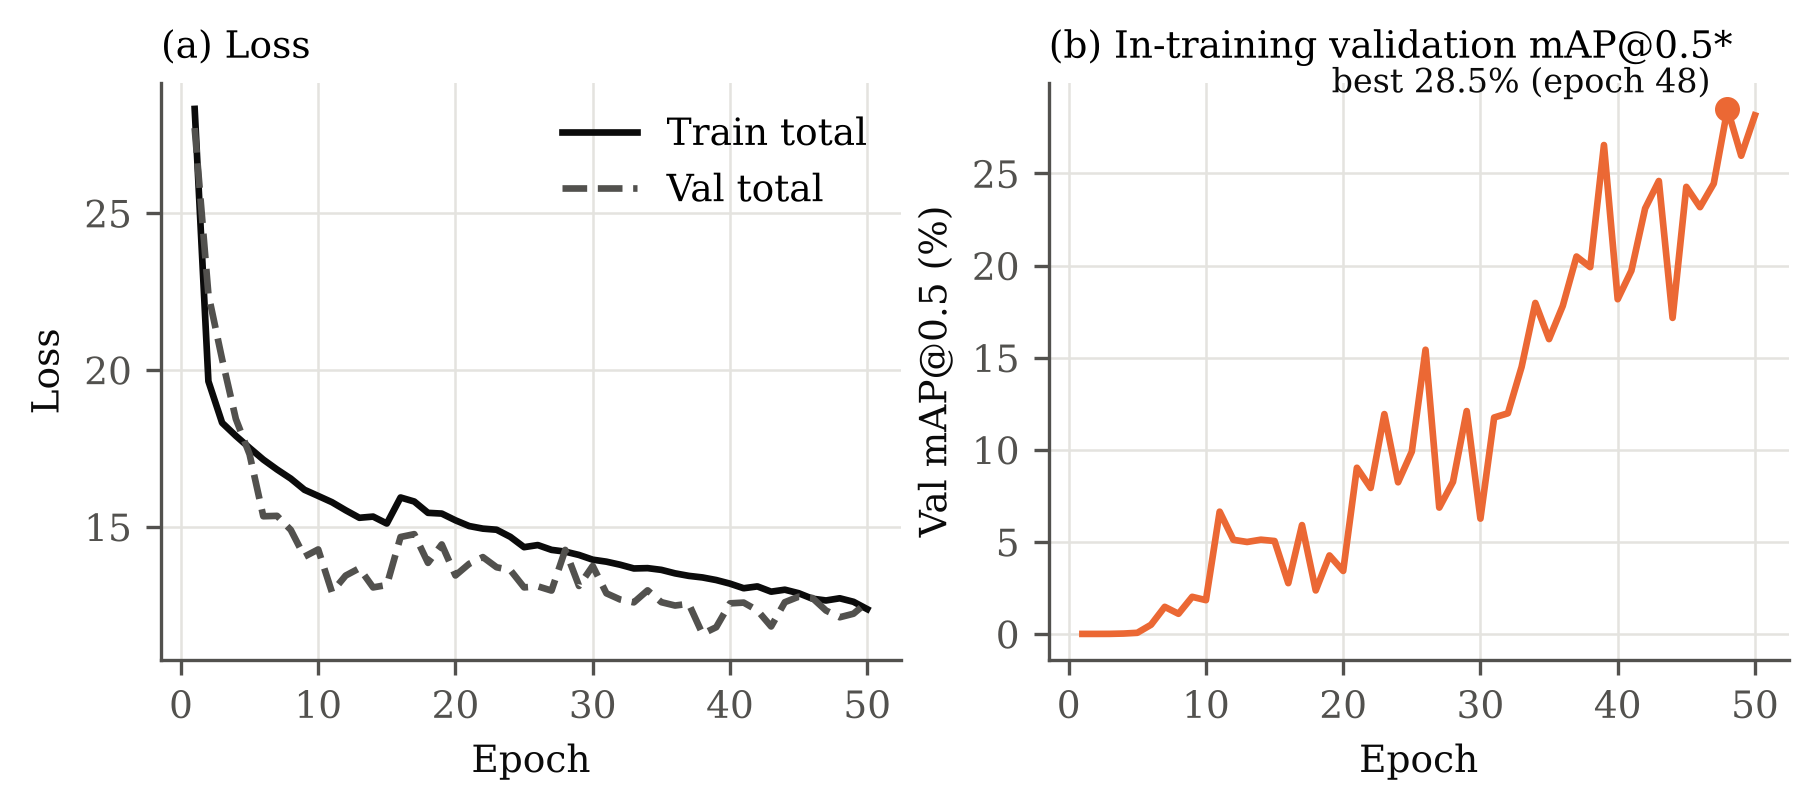 (a) Loss
Train total
Val total
25
20
15
Loss
0 10 20 30 40 50
Epoch
(b) In-training validation mAP@0.5*
best 28.5% (epoch 48)
25
20
15
10
5
0
Val mAP@0.5 (%)
0 10 20 30 40 50
Epoch